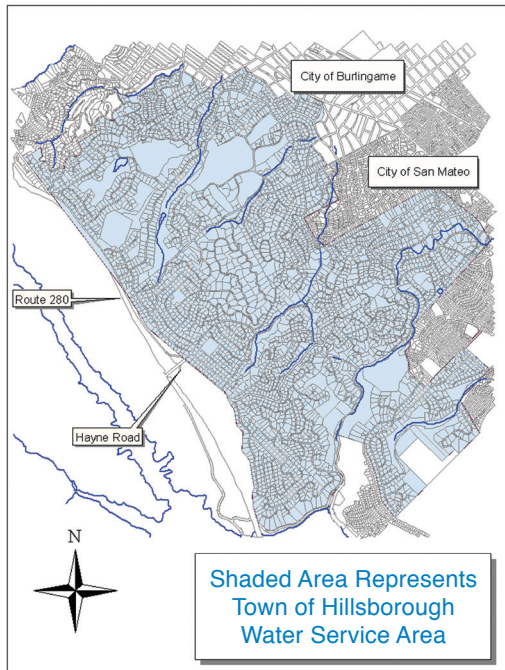 City of Burlingame
City of San Mateo
Route 280
Hayne Road
N
Shaded Area Represents
Town of Hillsborough
Water Service Area